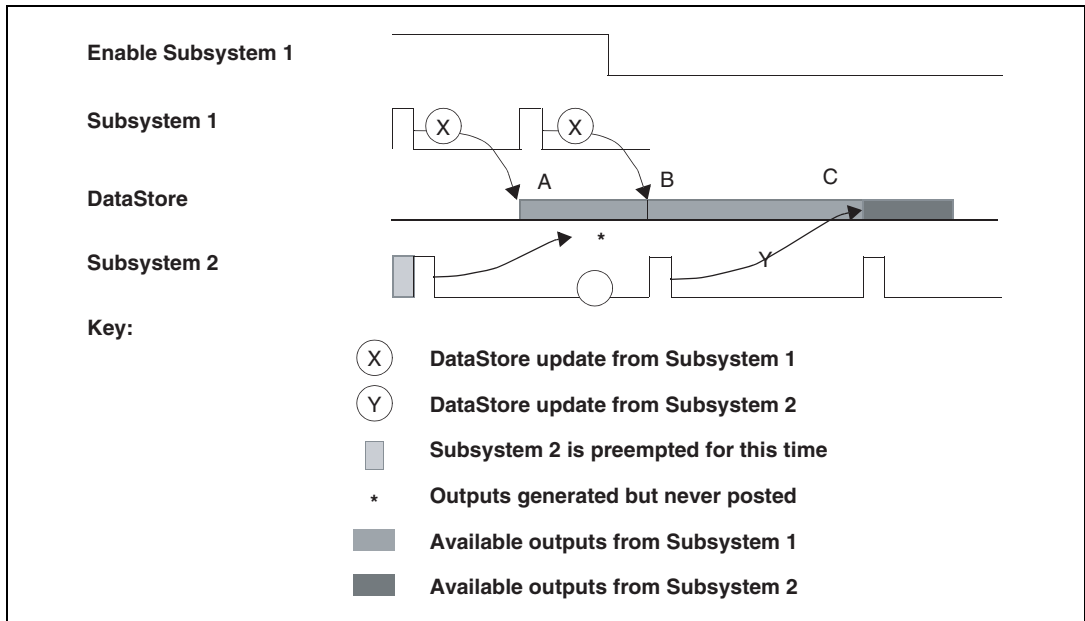 Enable Subsystem 1
Subsystem 1
X
X
A
B
C
DataStore
*
Subsystem 2
Y
Key:
X DataStore update from Subsystem 1
Y DataStore update from Subsystem 2
Subsystem 2 is preempted for this time
* Outputs generated but never posted
Available outputs from Subsystem 1
Available outputs from Subsystem 2